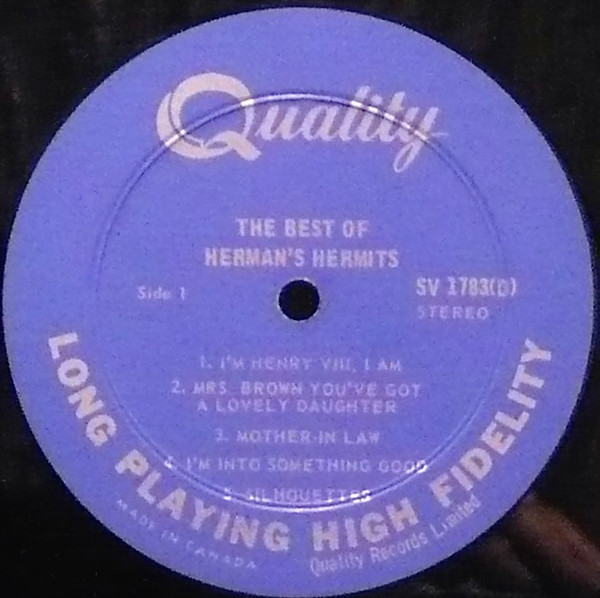 Quality
THE BEST OF
HERMAN'S HERMITS
Side 1
SV 1783(D)
STEREO
1. I'M HENRY VIII, I AM
2. MRS. BROWN YOU'VE GOT
A LOVELY DAUGHTER
3. MOTHER-IN LAW
4. I'M INTO SOMETHING GOOD
5. SILHOUETTES
LONG PLAYING HIGH FIDELITY
MADE IN CANADA
Quality Records Limited